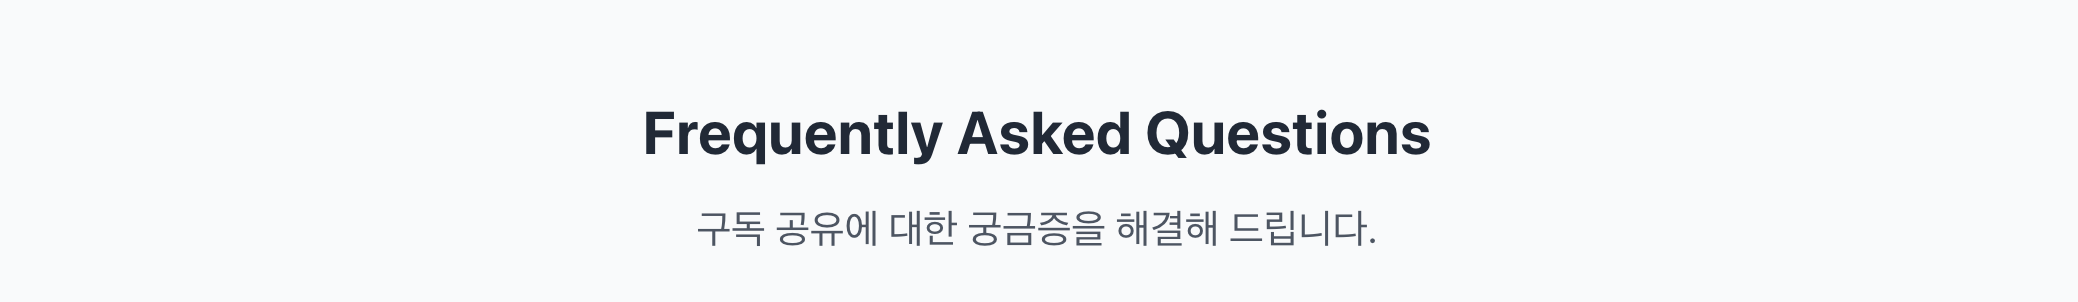 Frequently Asked Questions
구독 공유에 대한 궁금증을 해결해 드립니다.